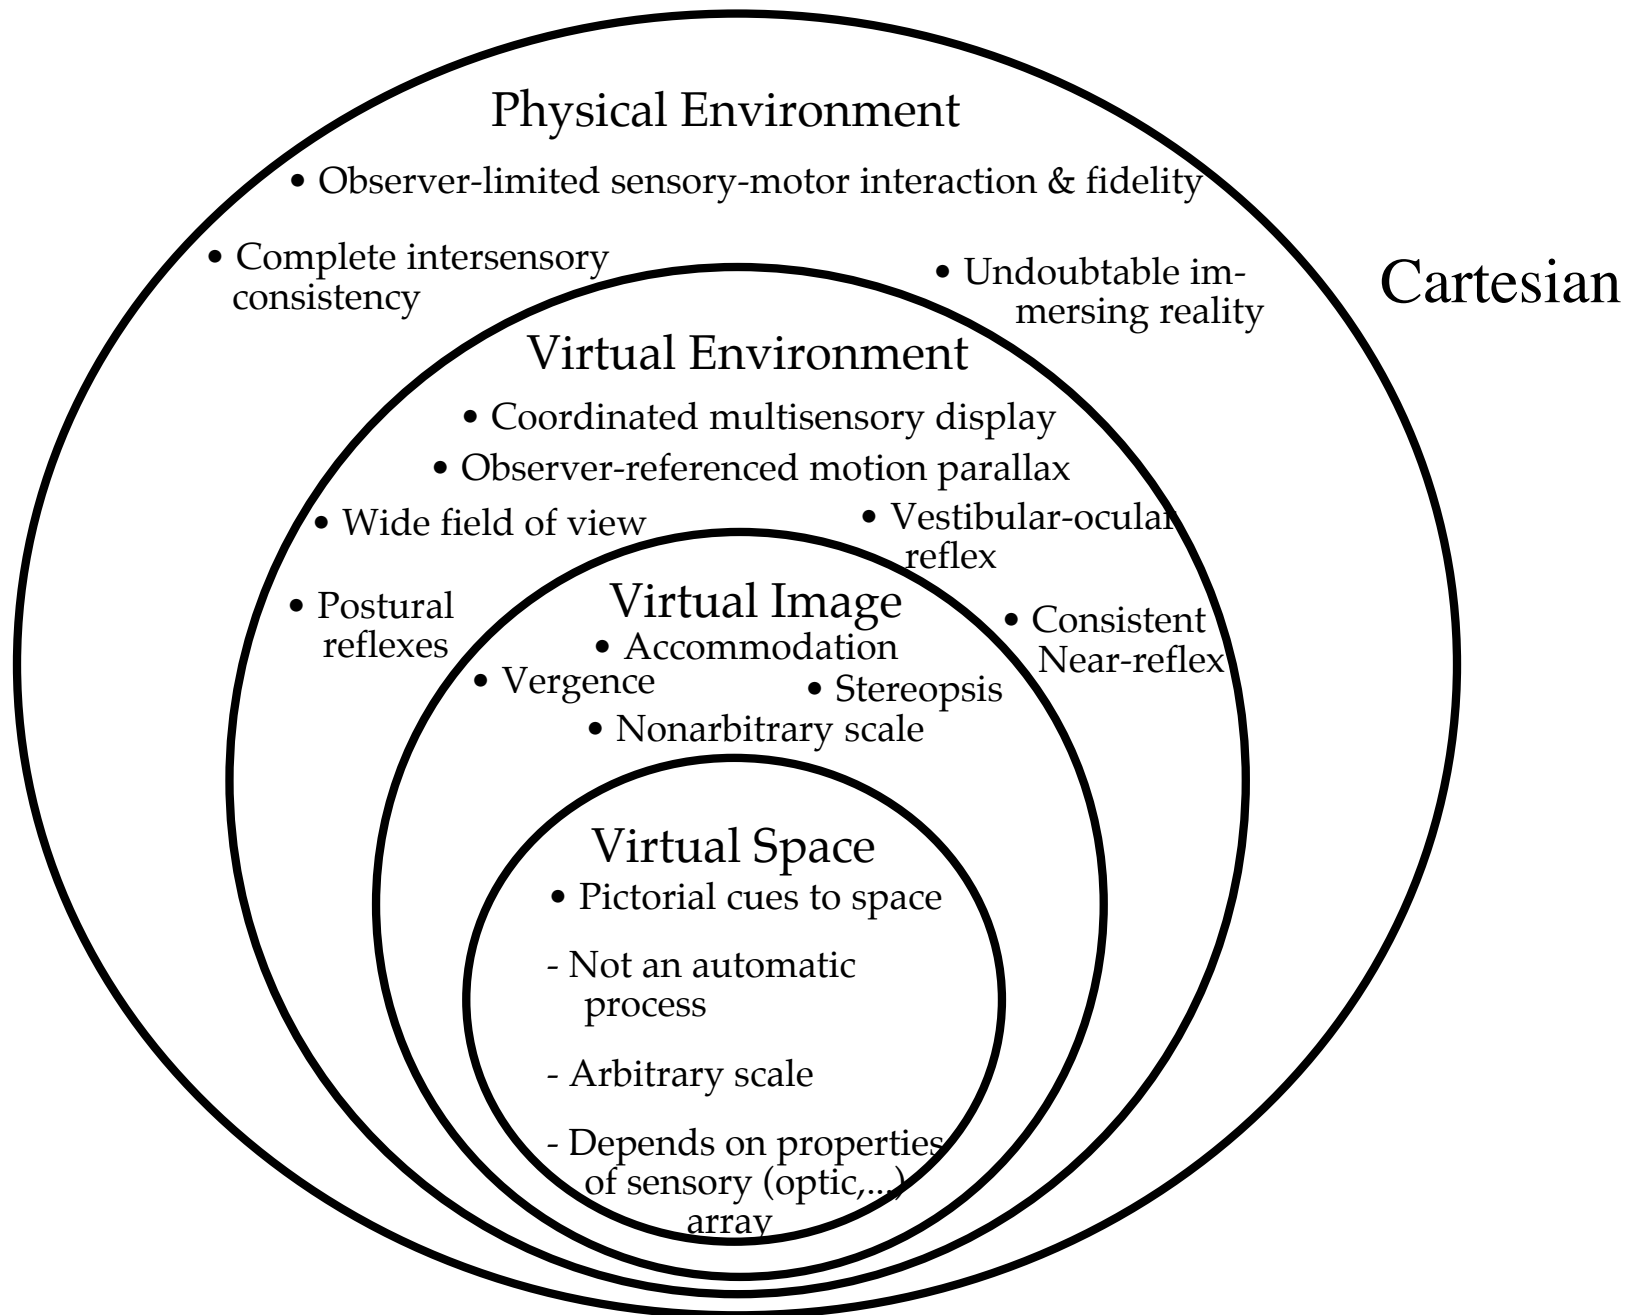 Physical Environment
• Observer-limited sensory-motor interaction & fidelity
• Complete intersensory
consistency
• Undoubtable im-
mersing reality
Cartesian
Virtual Environment
• Coordinated multisensory display
• Observer-referenced motion parallax
• Wide field of view
• Vestibular-ocular
reflex
• Postural
reflexes
• Consistent
Near-reflex
Virtual Image
• Accommodation
• Vergence
• Stereopsis
• Nonarbitrary scale
Virtual Space
• Pictorial cues to space
- Not an automatic
process
- Arbitrary scale
- Depends on properties
of sensory (optic,...)
array